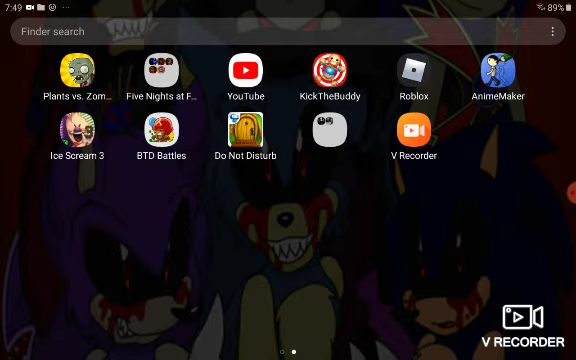 7:49 89%
Finder search
Plants vs. Zom... Five Nights at F... YouTube KickTheBuddy Roblox AnimeMaker
Ice Scream 3 BTD Battles Do Not Disturb V Recorder
V RECORDER